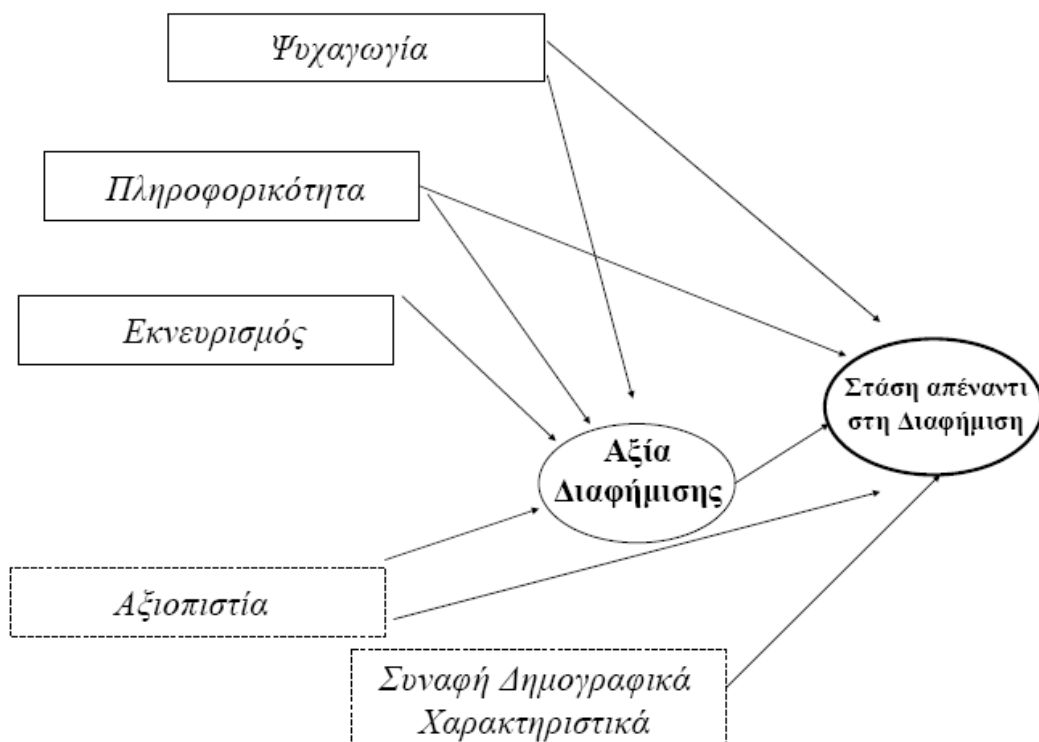 Ψυχαγωγία
Πληροφορικότητα
Εκνευρισμός
Στάση απέναντι
στη Διαφήμιση
Αξία
Διαφήμισης
Αξιοπιστία
Συναφή Δημογραφικά
Χαρακτηριστικά